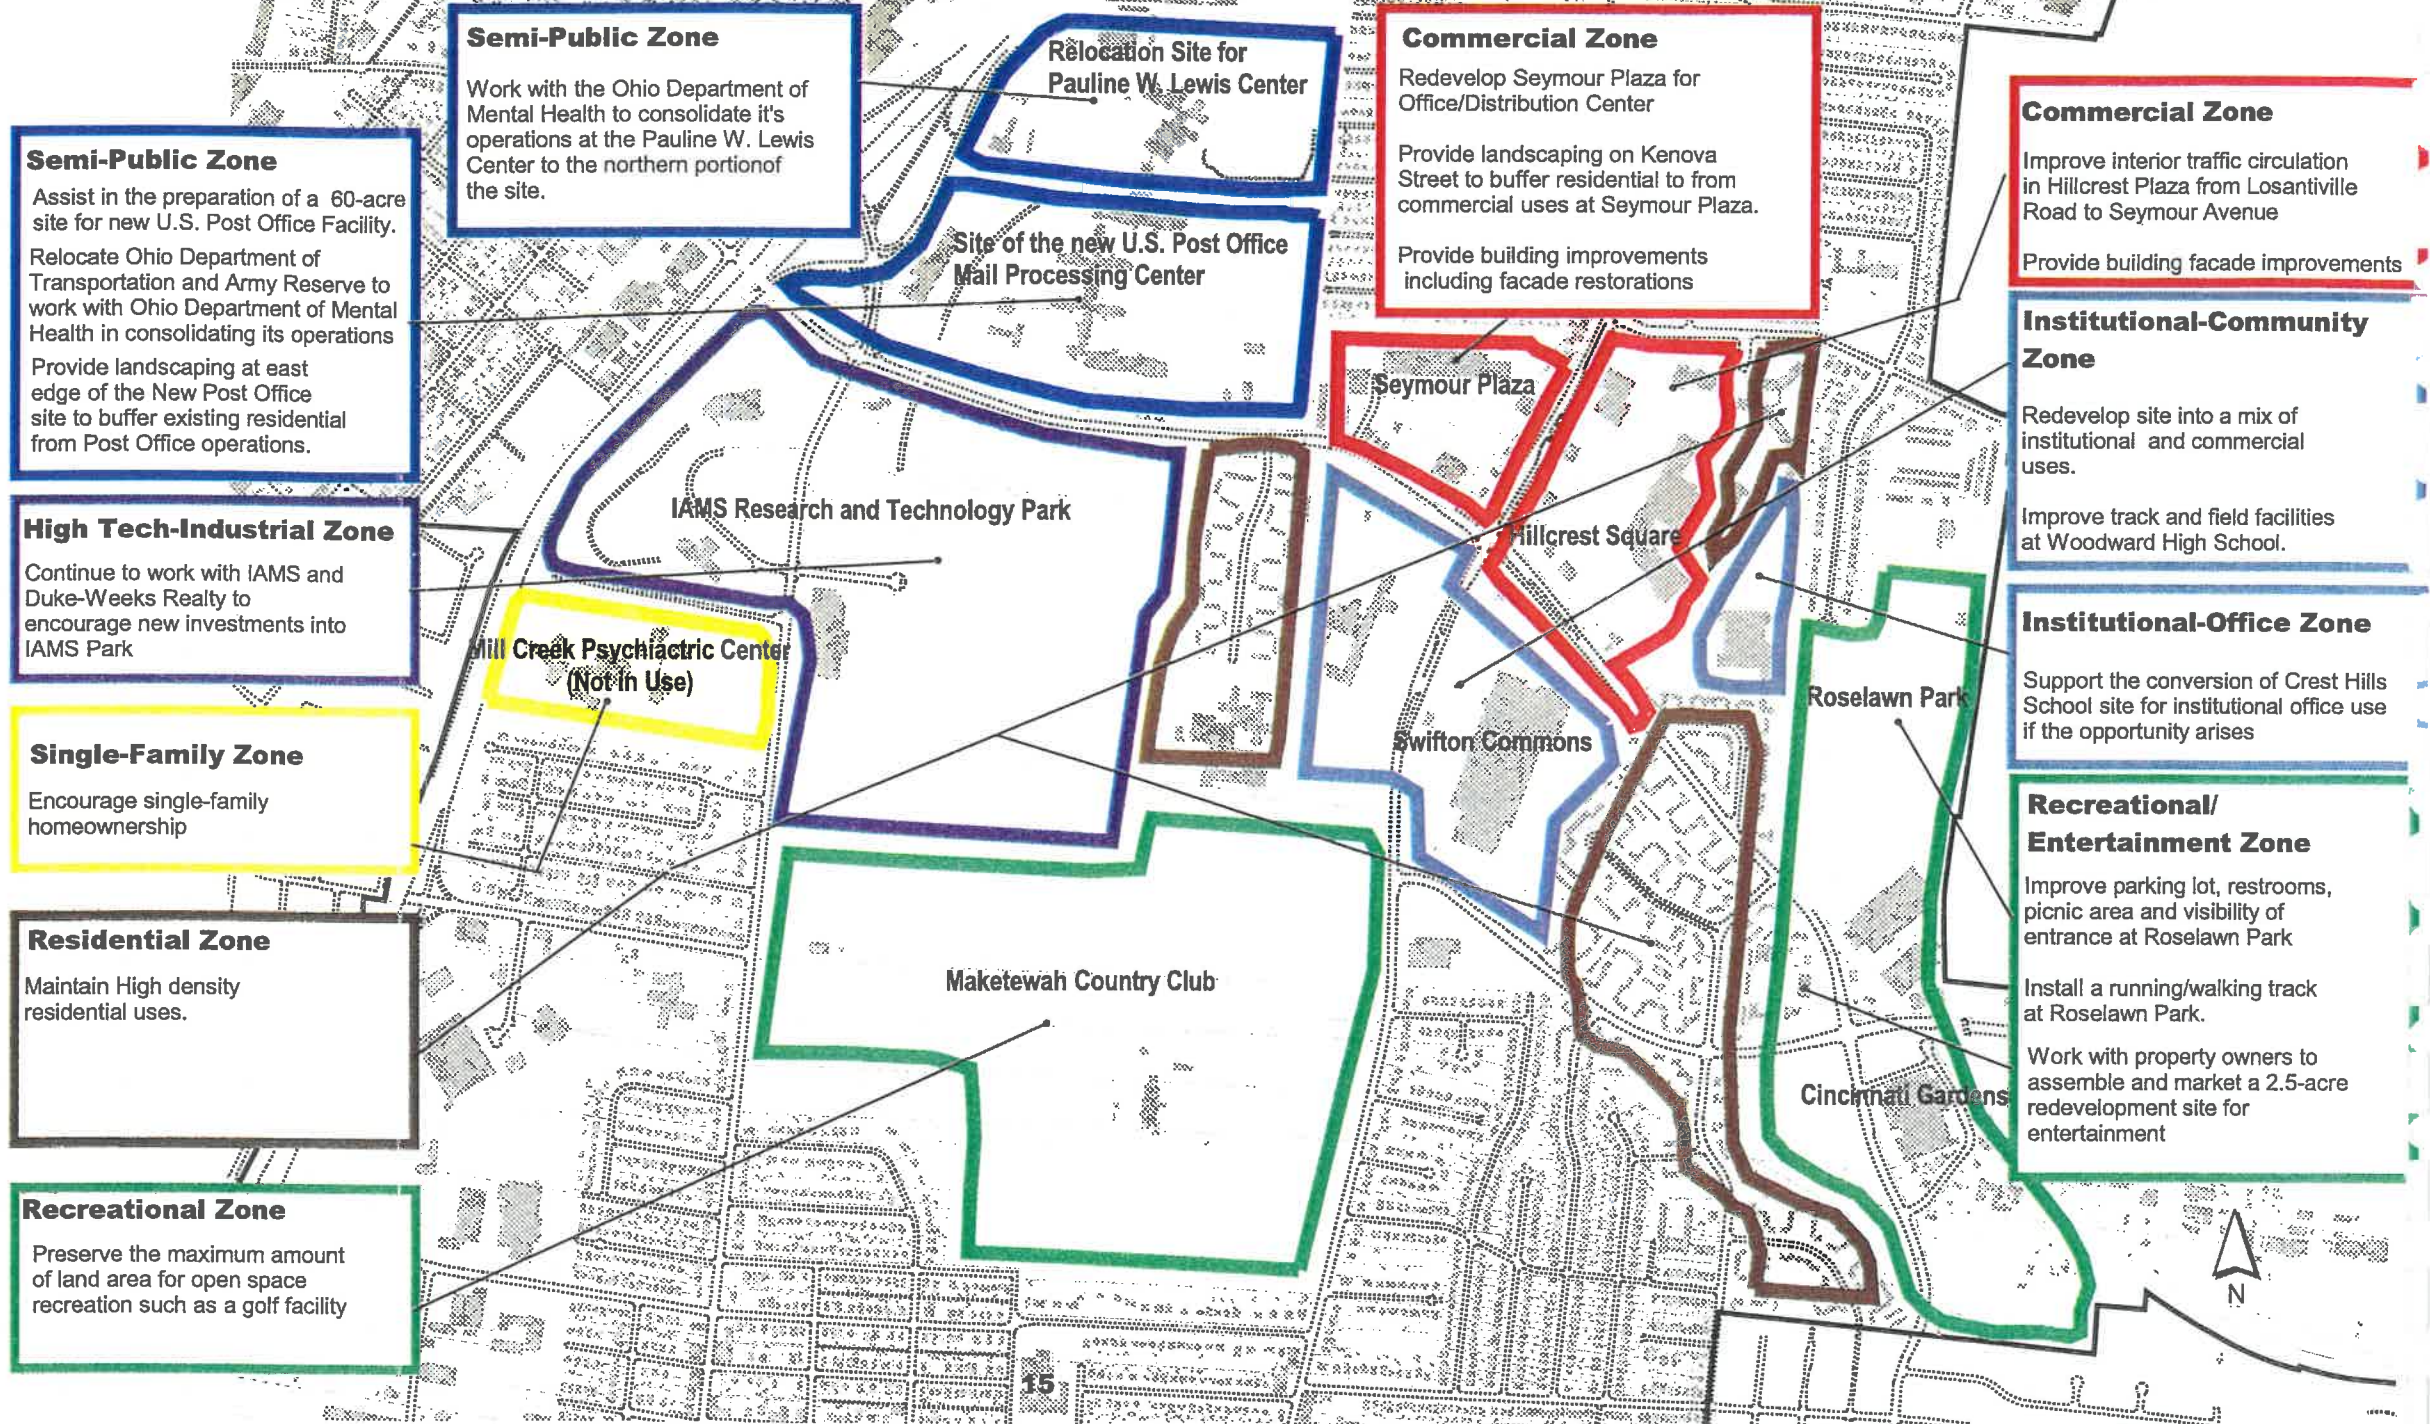 Semi-Public Zone
Work with the Ohio Department of
Mental Health to consolidate it's
operations at the Pauline W. Lewis
Center to the northern portionof
the site.
Semi-Public Zone
Assist in the preparation of a 60-acre
site for new U.S. Post Office Facility.
Relocate Ohio Department of
Transportation and Army Reserve to
work with Ohio Department of Mental
Health in consolidating its operations
Provide landscaping at east
edge of the New Post Office
site to buffer existing residential
from Post Office operations.
High Tech-Industrial Zone
Continue to work with IAMS and
Duke-Weeks Realty to
encourage new investments into
IAMS Park
Single-Family Zone
Encourage single-family
homeownership
Residential Zone
Maintain High density
residential uses.
Recreational Zone
Preserve the maximum amount
of land area for open space
recreation such as a golf facility
Relocation Site for
Pauline W. Lewis Center
Site of the new U.S. Post Office
Mail Processing Center
IAMS Research and Technology Park
Mill Creek Psychiactric Center
(Not in Use)
Maketewah Country Club
Seymour Plaza
Hillcrest Square
Swifton Commons
Roselawn Park
Cincinnati Gardens
Commercial Zone
Redevelop Seymour Plaza for
Office/Distribution Center
Provide landscaping on Kenova
Street to buffer residential to from
commercial uses at Seymour Plaza.
Provide building improvements
including facade restorations
Commercial Zone
Improve interior traffic circulation
in Hillcrest Plaza from Losantiville
Road to Seymour Avenue
Provide building facade improvements
Institutional-Community
Zone
Redevelop site into a mix of
institutional and commercial
uses.
Improve track and field facilities
at Woodward High School.
Institutional-Office Zone
Support the conversion of Crest Hills
School site for institutional office use
if the opportunity arises
Recreational/
Entertainment Zone
Improve parking lot, restrooms,
picnic area and visibility of
entrance at Roselawn Park
Install a running/walking track
at Roselawn Park.
Work with property owners to
assemble and market a 2.5-acre
redevelopment site for
entertainment
N
15